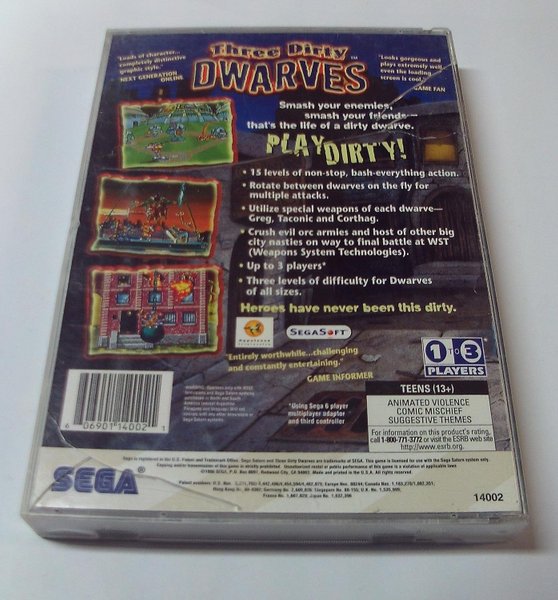 "Loads of character...
completely distinctive
graphic style."
NEXT GENERATION
ONLINE
Three Dirty
DWARVES™
"Looks gorgeous and
plays extremely well
even the loading
screen is cool."
GAME FAN
Smash your enemies,
smash your friends—
that's the life of a dirty dwarve.
PLAY DIRTY!
• 15 levels of non-stop, bash-everything action.
• Rotate between dwarves on the fly for
multiple attacks.
• Utilize special weapons of each dwarve—
Greg, Taconic and Corthag.
• Crush evil orc armies and host of other big
city nasties on way to final battle at WST
(Weapons System Technologies).
• Up to 3 players*
• Three levels of difficulty for Dwarves
of all sizes.
Heroes have never been this dirty.
SEGASOFT
"Entirely worthwhile...challenging
and constantly entertaining."
GAME INFORMER
1 TO 3
PLAYERS
*Using Sega 6 player
multiplayer adaptor
and third controller
TEENS (13+)
ANIMATED VIOLENCE
COMIC MISCHIEF
SUGGESTIVE THEMES
For information on this product's rating,
call 1-800-771-3772 or visit the ESRB web site
http://www.esrb.org.
06901 14002
SEGA
14002